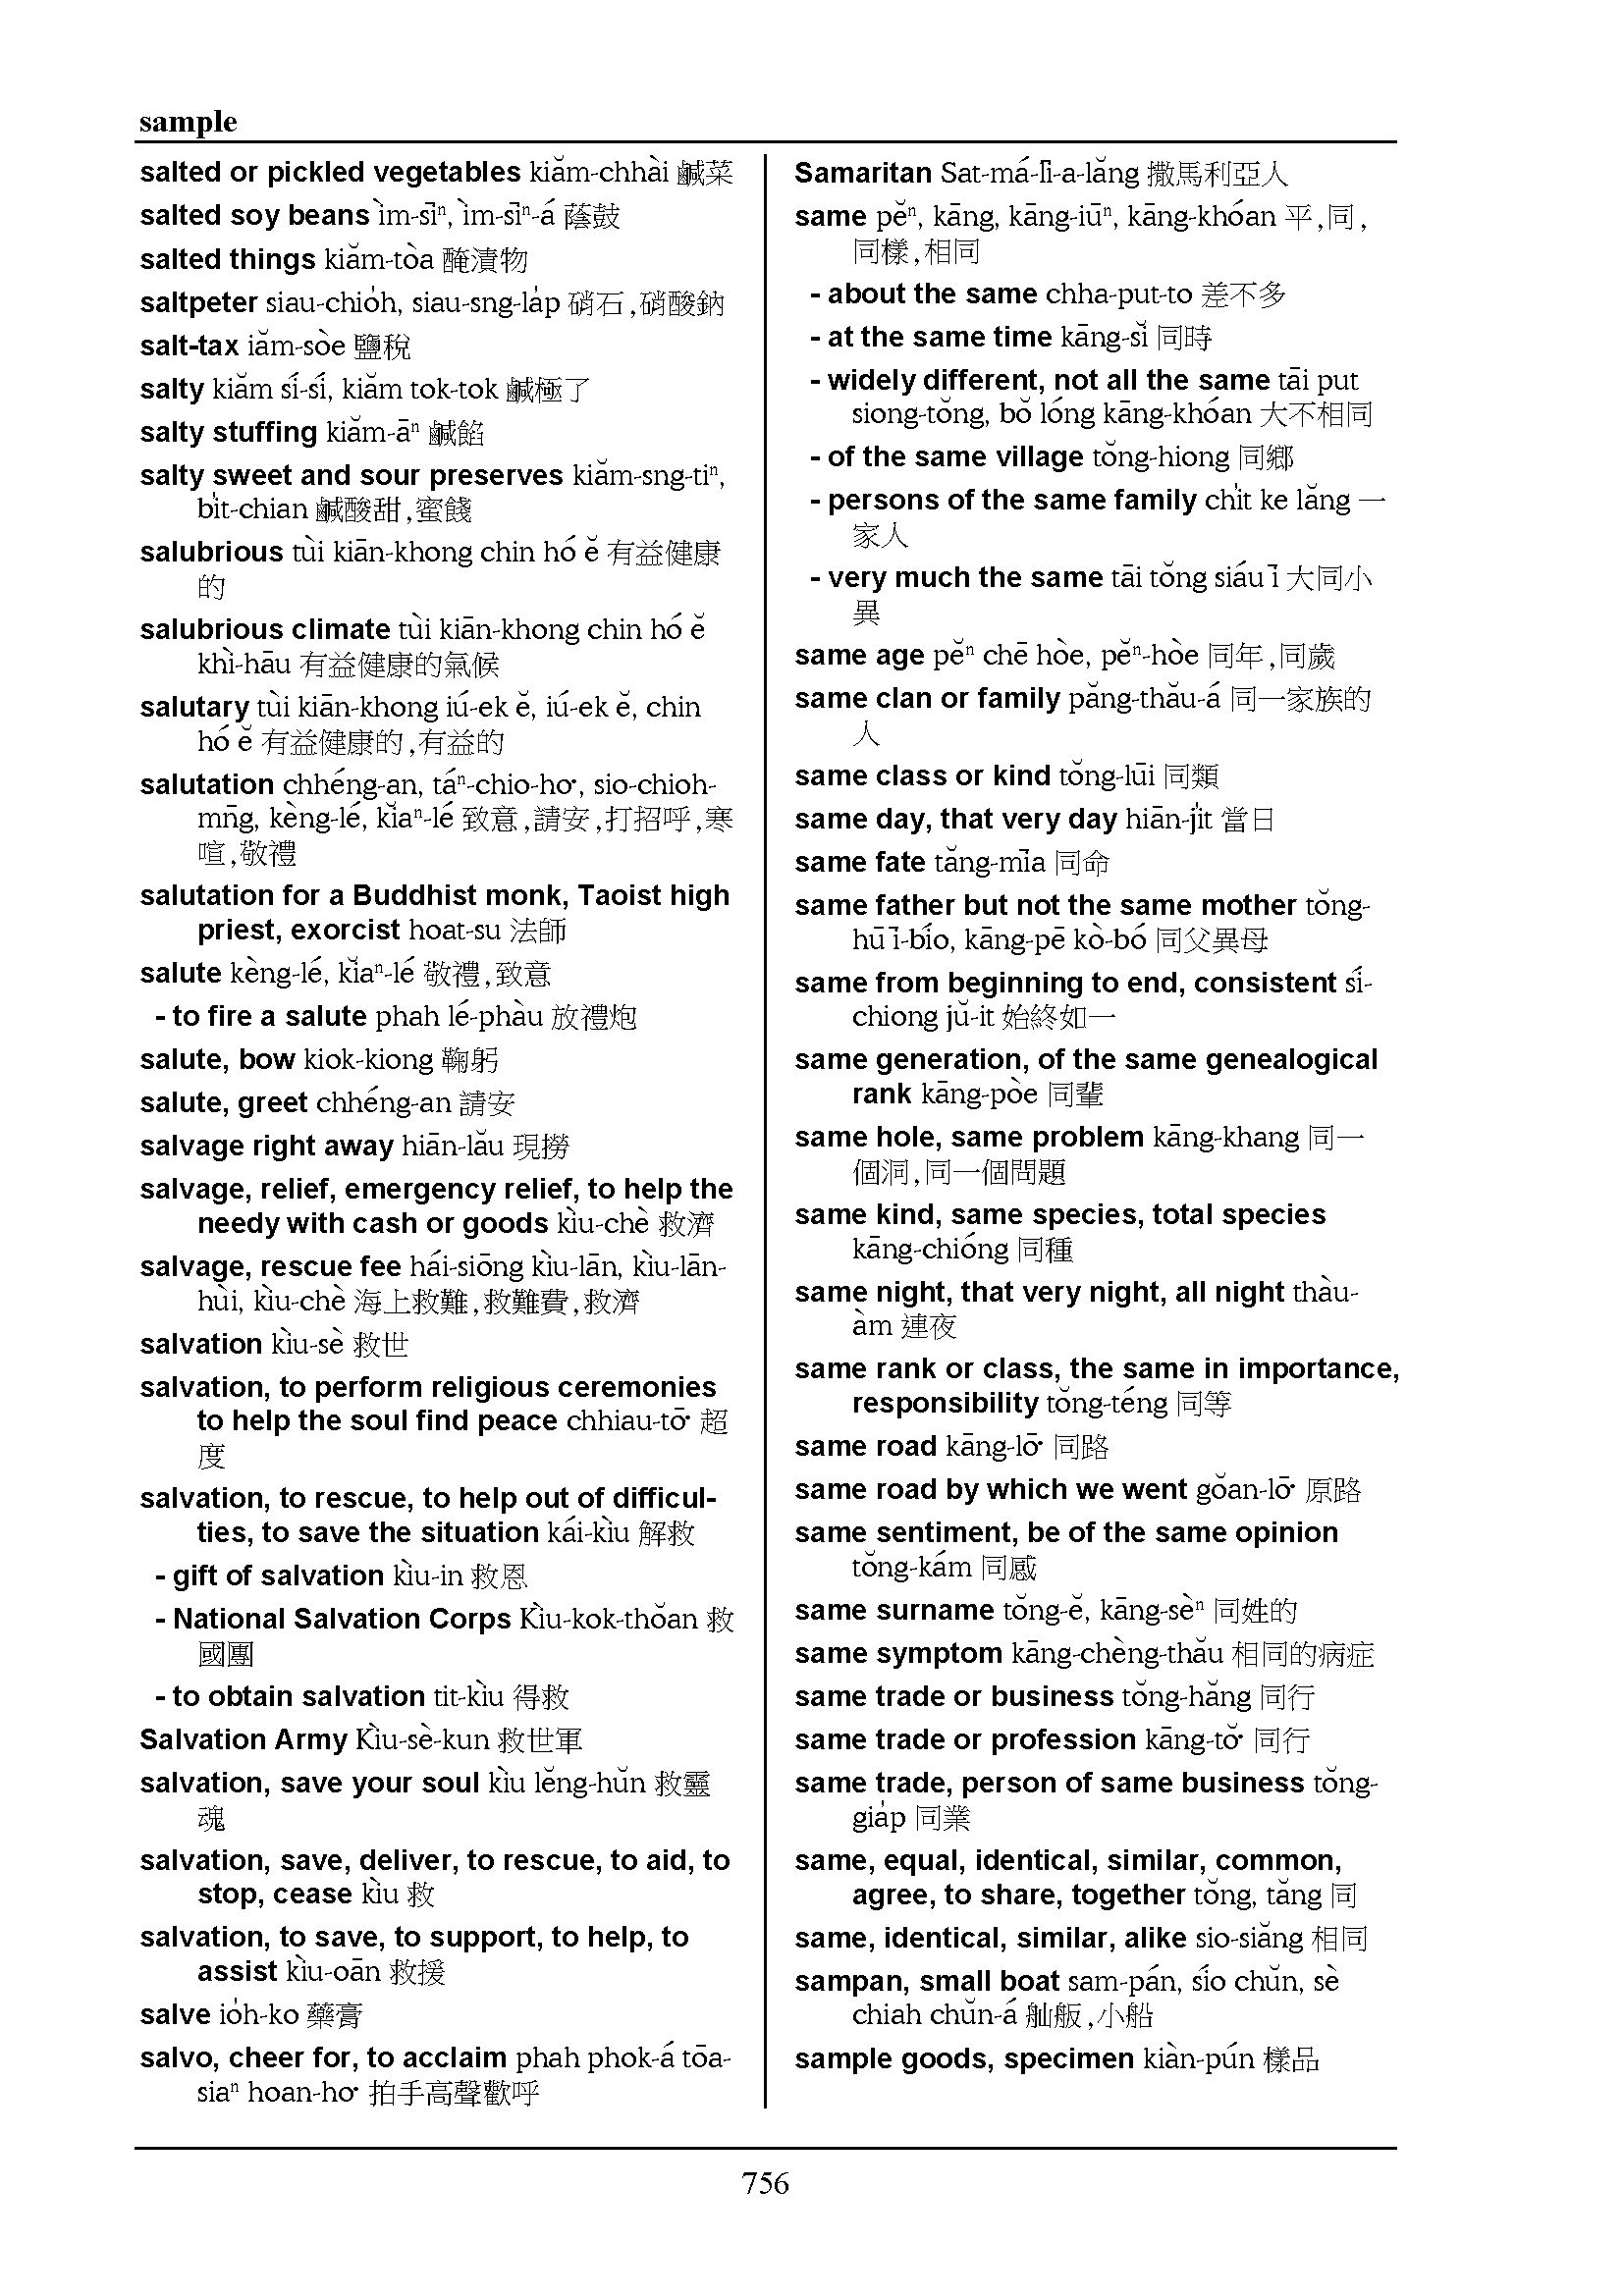 sample
salted or pickled vegetables kiăm-chhài 鹹菜
salted soy beans ìm-sīⁿ, ìm-sīⁿ-á 蔭鼓
salted things kiăm-tòa 醃漬物
saltpeter siau-chio̍h, siau-sng-la̍p 硝石,硝酸鈉
salt-tax iăm-sòe 鹽稅
salty kiăm sí-sí, kiăm tok-tok 鹹極了
salty stuffing kiăm-āⁿ 鹹餡
salty sweet and sour preserves kiăm-sng-tiⁿ,
bi̍t-chian 鹹酸甜,蜜餞
salubrious tùi kiān-khong chin hó ĕ 有益健康
的
salubrious climate tùi kiān-khong chin hó ĕ
khì-hāu 有益健康的氣候
salutary tùi kiān-khong iú-ek ĕ, iú-ek ĕ, chin
hó ĕ 有益健康的,有益的
salutation chhéng-an, táⁿ-chio-ho͘, sio-chioh-
mn̄g, kèng-lé, kĭaⁿ-lé 致意,請安,打招呼,寒
喧,敬禮
salutation for a Buddhist monk, Taoist high
priest, exorcist hoat-su 法師
salute kèng-lé, kĭaⁿ-lé 敬禮,致意
- to fire a salute phah lé-phàu 放禮炮
salute, bow kiok-kiong 鞠躬
salute, greet chhéng-an 請安
salvage right away hiān-lău 現撈
salvage, relief, emergency relief, to help the
needy with cash or goods kìu-chè 救濟
salvage, rescue fee hái-siōng kìu-lān, kìu-lān-
hùi, kìu-chè 海上救難,救難費,救濟
salvation kìu-sè 救世
salvation, to perform religious ceremonies
to help the soul find peace chhiau-tō͘ 超
度
salvation, to rescue, to help out of difficul-
ties, to save the situation kái-kìu 解救
- gift of salvation kìu-in 救恩
- National Salvation Corps Kìu-kok-thŏan 救
國團
- to obtain salvation tit-kìu 得救
Salvation Army Kìu-sè-kun 救世軍
salvation, save your soul kìu lĕng-hŭn 救靈
魂
salvation, save, deliver, to rescue, to aid, to
stop, cease kìu 救
salvation, to save, to support, to help, to
assist kìu-oān 救援
salve io̍h-ko 藥膏
salvo, cheer for, to acclaim phah phok-á tōa-
siaⁿ hoan-ho͘ 拍手高聲歡呼
Samaritan Sat-má-lī-a-lăng 撒馬利亞人
same pĕⁿ, kāng, kāng-iūⁿ, kāng-khóan 平,同,
同樣,相同
- about the same chha-put-to 差不多
- at the same time kāng-sĭ 同時
- widely different, not all the same tāi put
siong-tŏng, bŏ lóng kāng-khóan 大不相同
- of the same village tŏng-hiong 同鄉
- persons of the same family chi̍t ke lăng 一
家人
- very much the same tāi tŏng siáu ī 大同小
異
same age pĕⁿ chē hòe, pĕⁿ-hòe 同年,同歲
same clan or family păng-thău-á 同一家族的
人
same class or kind tŏng-lūi 同類
same day, that very day hiān-ji̍t 當日
same fate tăng-mīa 同命
same father but not the same mother tŏng-
hū ī-bío, kāng-pē kò-bó 同父異母
same from beginning to end, consistent sí-
chiong jŭ-it 始終如一
same generation, of the same genealogical
rank kāng-pòe 同輩
same hole, same problem kāng-khang 同一
個洞,同一個問題
same kind, same species, total species
kāng-chióng 同種
same night, that very night, all night thàu-
àm 連夜
same rank or class, the same in importance,
responsibility tŏng-téng 同等
same road kāng-lō͘ 同路
same road by which we went gŏan-lō͘ 原路
same sentiment, be of the same opinion
tŏng-kám 同感
same surname tŏng-ĕ, kāng-sèⁿ 同姓的
same symptom kāng-chèng-thău 相同的病症
same trade or business tŏng-hăng 同行
same trade or profession kāng-tŏ͘ 同行
same trade, person of same business tŏng-
gia̍p 同業
same, equal, identical, similar, common,
agree, to share, together tŏng, tăng 同
same, identical, similar, alike sio-siăng 相同
sampan, small boat sam-pán, sío chŭn, sè
chiah chŭn-á 舢舨,小船
sample goods, specimen kiàn-pún 樣品
756